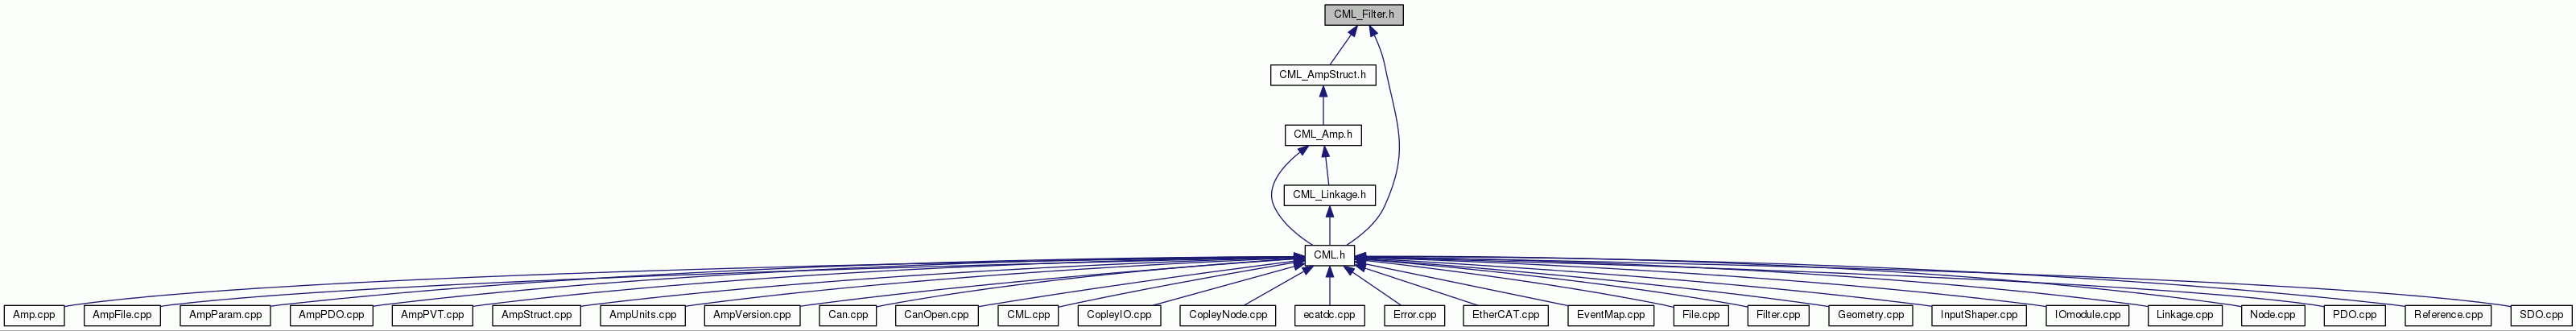 CML_Filter.h
CML_AmpStruct.h
CML_Amp.h
CML_Linkage.h
CML.h
Amp.cpp
AmpFile.cpp
AmpParam.cpp
AmpPDO.cpp
AmpPVT.cpp
AmpStruct.cpp
AmpUnits.cpp
AmpVersion.cpp
Can.cpp
CanOpen.cpp
CML.cpp
CopleyIO.cpp
CopleyNode.cpp
ecatdc.cpp
Error.cpp
EtherCAT.cpp
EventMap.cpp
File.cpp
Filter.cpp
Geometry.cpp
InputShaper.cpp
IOmodule.cpp
Linkage.cpp
Node.cpp
PDO.cpp
Reference.cpp
SDO.cpp